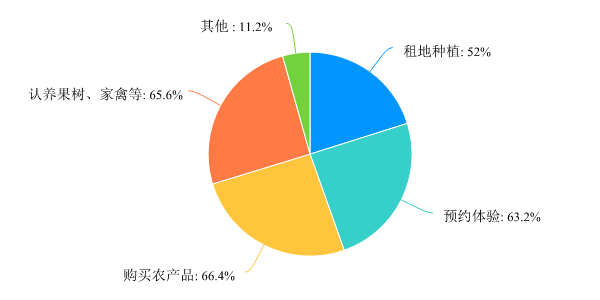 其他 : 11.2%
租地种植: 52%
认养果树、家禽等: 65.6%
预约体验: 63.2%
购买农产品: 66.4%